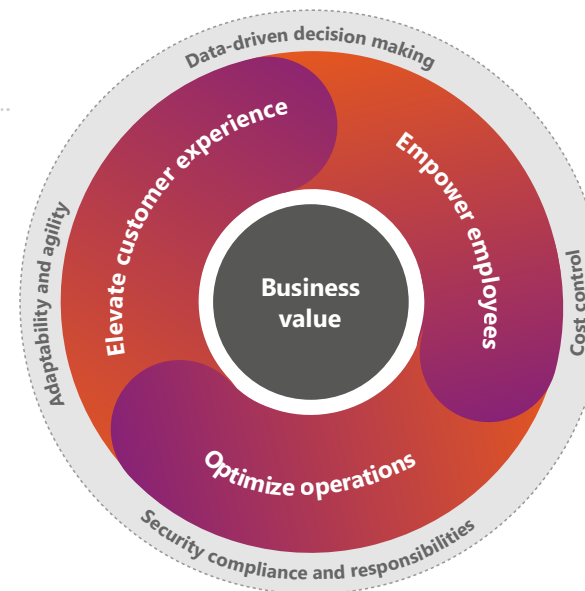 Data-driven decision making
Elevate customer experience
Empower employees
Adaptability and agility
Business
value
Cost control
Optimize operations
Security compliance and responsibilities